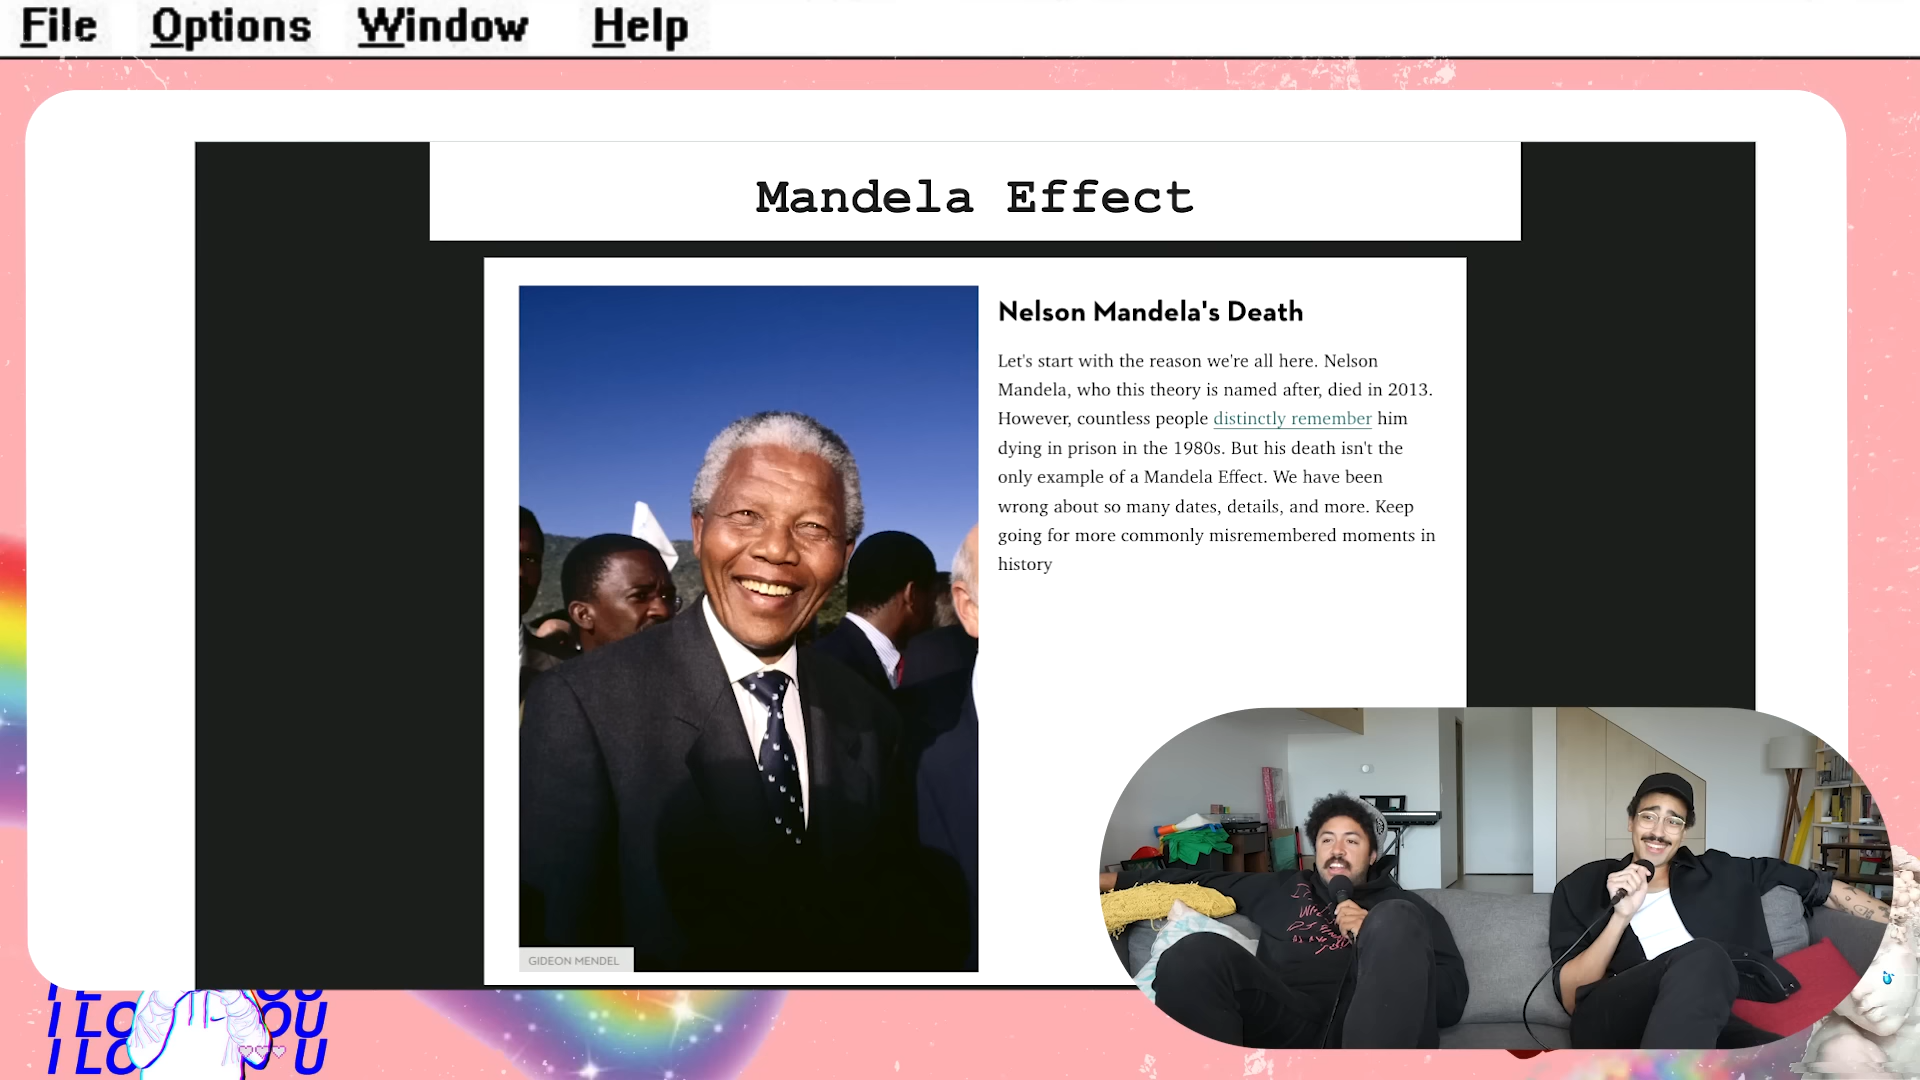 File Options Window Help
Mandela Effect
Nelson Mandela's Death
Let's start with the reason we're all here. Nelson
Mandela, who this theory is named after, died in 2013.
However, countless people distinctly remember him
dying in prison in the 1980s. But his death isn't the
only example of a Mandela Effect. We have been
wrong about so many dates, details, and more. Keep
going for more commonly misremembered moments in
history
GIDEON MENDEL